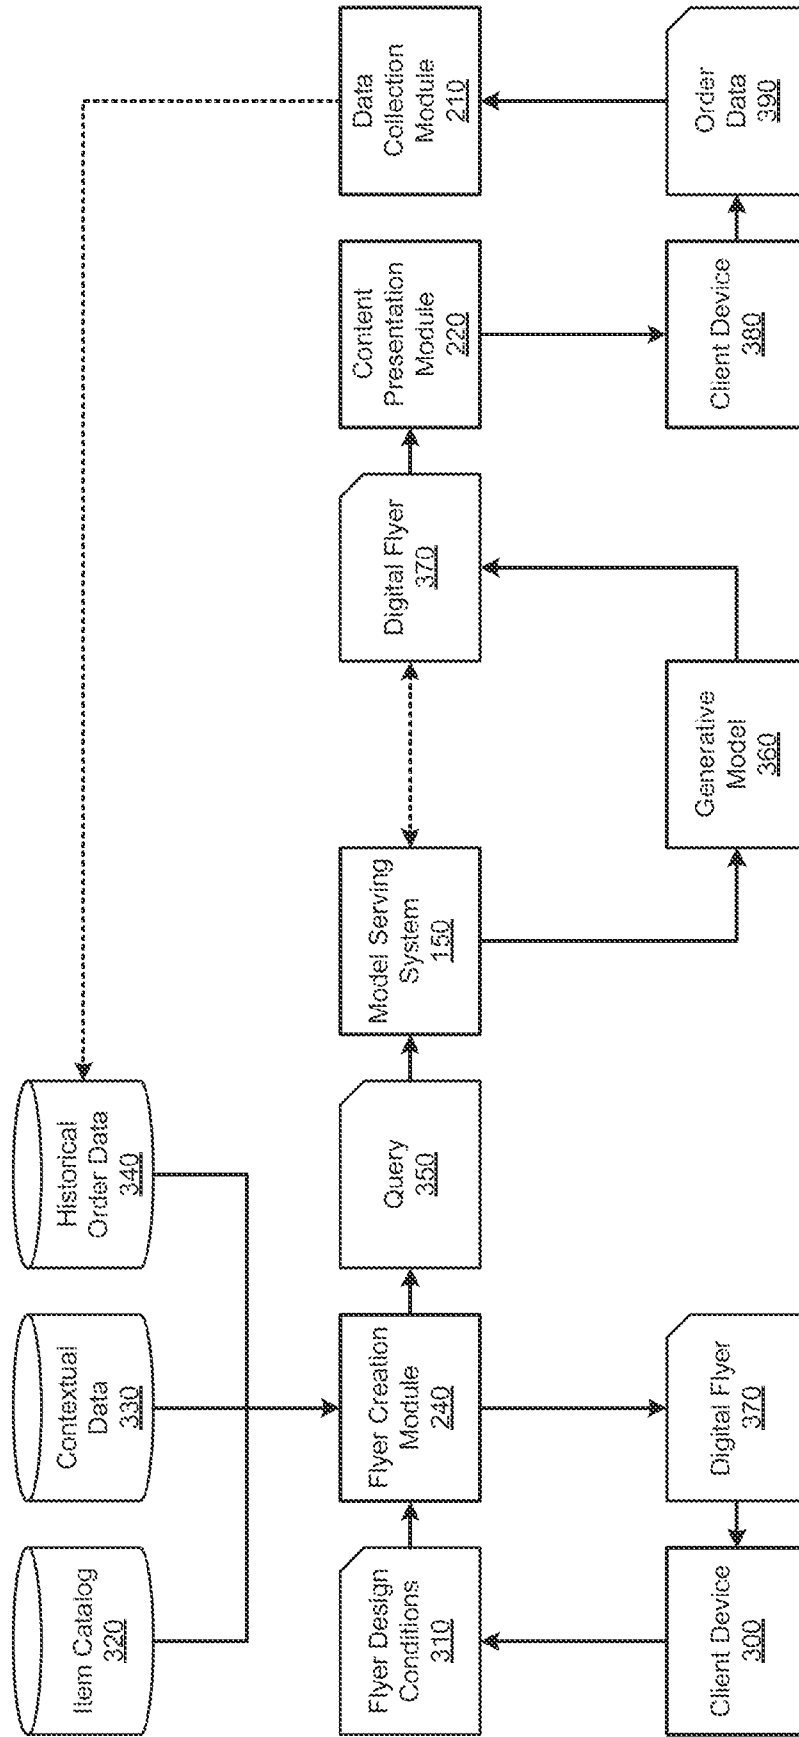 Item Catalog
320
Contextual
Data
330
Historical
Order Data
340
Flyer Design
Conditions
310
Flyer Creation
Module
240
Query
350
Model Serving
System
150
Digital Flyer
370
Content
Presentation
Module
220
Data
Collection
Module
210
Client Device
300
Digital Flyer
370
Generative
Model
360
Client Device
380
Order
Data
390